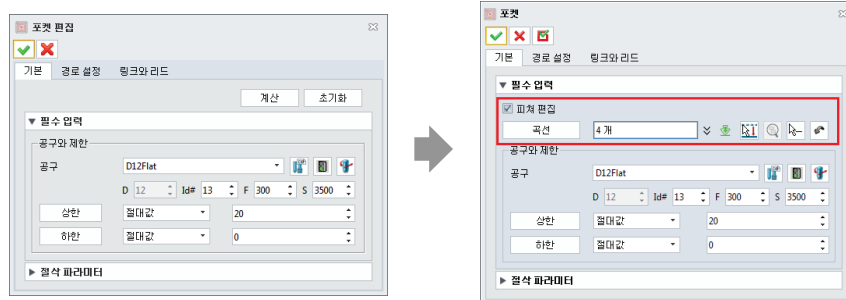 포켓 편집
기본 경로 설정 링크와 리드
계산 초기화
▼ 필수 입력
공구와 제한
공구 D12Flat
D 12 Id# 13 F 300 S 3500
상한 절대값 20
하한 절대값 0
▶ 절삭 파라미터
포켓
기본 경로 설정 링크와 리드
▼ 필수 입력
피쳐 편집
곡선 4 개
공구와 제한
공구 D12Flat
D 12 Id# 13 F 300 S 3500
상한 절대값 20
하한 절대값 0
▶ 절삭 파라미터